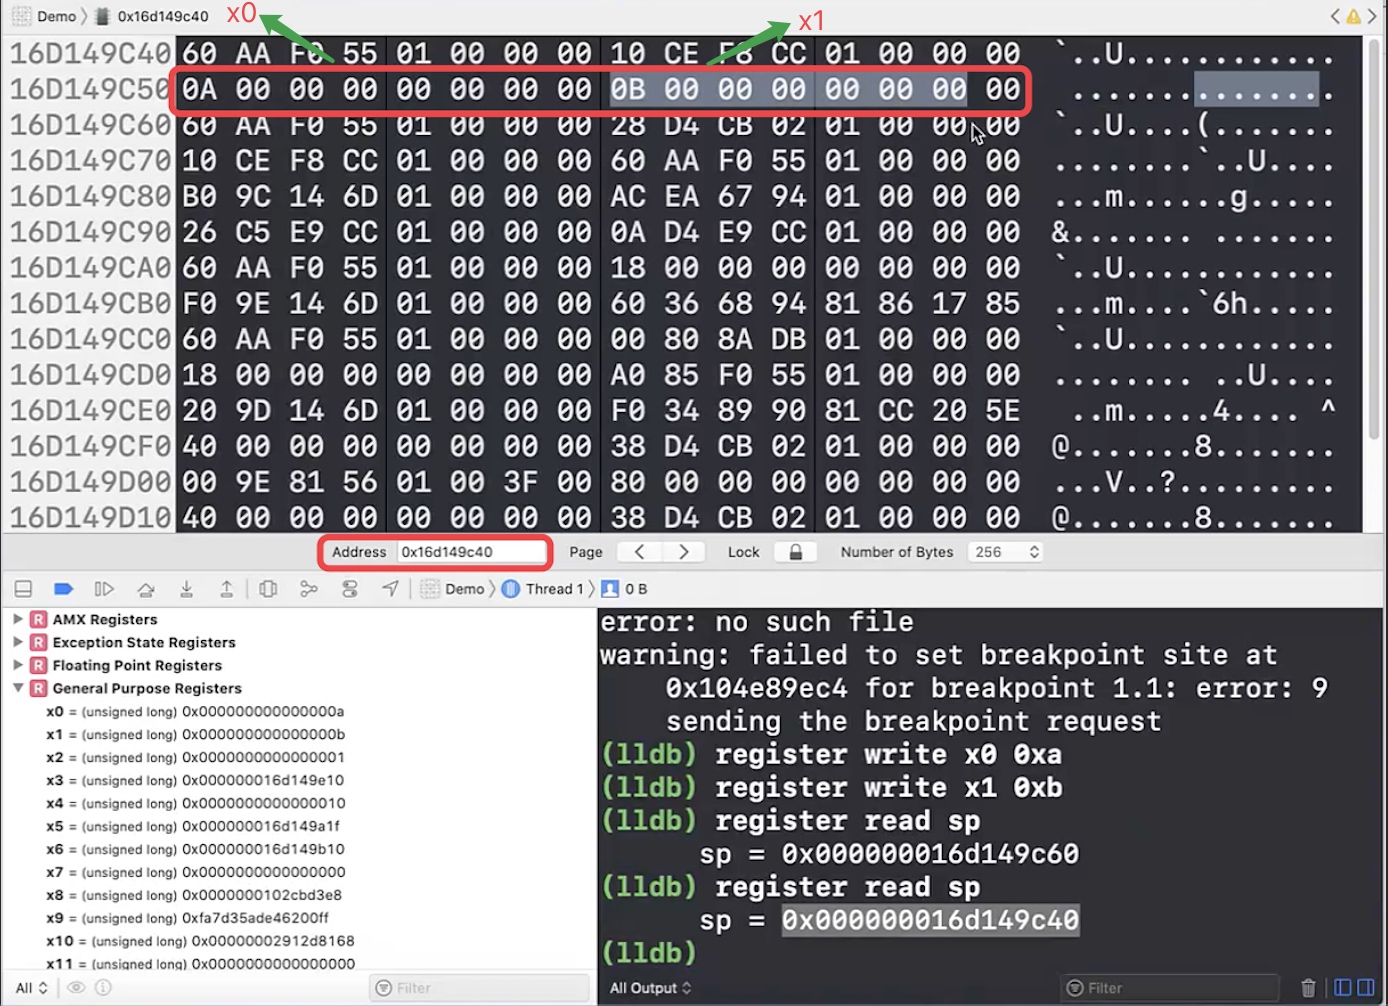 Demo 0x16d149c40 x0 x1
16D149C40 60 AA F0 55 01 00 00 00 10 CE F8 CC 01 00 00 00 `..U............
16D149C50 0A 00 00 00 00 00 00 00 0B 00 00 00 00 00 00 00 ................
16D149C60 60 AA F0 55 01 00 00 00 28 D4 CB 02 01 00 00 00 `..U....(.......
16D149C70 10 CE F8 CC 01 00 00 00 60 AA F0 55 01 00 00 00 ........`..U....
16D149C80 B0 9C 14 6D 01 00 00 00 AC EA 67 94 01 00 00 00 ...m......g.....
16D149C90 26 C5 E9 CC 01 00 00 00 0A D4 E9 CC 01 00 00 00 &....... .......
16D149CA0 60 AA F0 55 01 00 00 00 18 00 00 00 00 00 00 00 `..U............
16D149CB0 F0 9E 14 6D 01 00 00 00 60 36 68 94 81 86 17 85 ...m....`6h.....
16D149CC0 60 AA F0 55 01 00 00 00 00 80 8A DB 01 00 00 00 `..U............
16D149CD0 18 00 00 00 00 00 00 00 A0 85 F0 55 01 00 00 00 ........ ..U....
16D149CE0 20 9D 14 6D 01 00 00 00 F0 34 89 90 81 CC 20 5E ..m.....4.... ^
16D149CF0 40 00 00 00 00 00 00 00 38 D4 CB 02 01 00 00 00 @.......8.......
16D149D00 00 9E 81 56 01 00 3F 00 80 00 00 00 00 00 00 00 ...V..?.........
16D149D10 40 00 00 00 00 00 00 00 38 D4 CB 02 01 00 00 00 @.......8.......
Address 0x16d149c40 Page Lock Number of Bytes 256
Demo Thread 1 0 B
AMX Registers
Exception State Registers
Floating Point Registers
General Purpose Registers
x0 = (unsigned long) 0x000000000000000a
x1 = (unsigned long) 0x000000000000000b
x2 = (unsigned long) 0x0000000000000001
x3 = (unsigned long) 0x000000016d149e10
x4 = (unsigned long) 0x0000000000000010
x5 = (unsigned long) 0x000000016d149a1f
x6 = (unsigned long) 0x000000016d149b10
x7 = (unsigned long) 0x0000000000000000
x8 = (unsigned long) 0x0000000102cbd3e8
x9 = (unsigned long) 0xfa7d35ade46200ff
x10 = (unsigned long) 0x00000002912d8168
x11 = (unsigned long) 0x0000000000000000
All Filter
error: no such file
warning: failed to set breakpoint site at
0x104e89ec4 for breakpoint 1.1: error: 9
sending the breakpoint request
(lldb) register write x0 0xa
(lldb) register write x1 0xb
(lldb) register read sp
sp = 0x000000016d149c60
(lldb) register read sp
sp = 0x000000016d149c40
(lldb)
All Output Filter